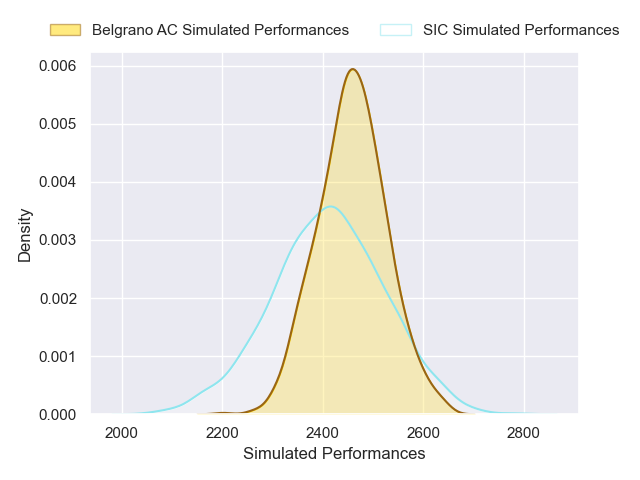 Belgrano AC Simulated Performances SIC Simulated Performances
0.006
0.005
0.004
0.003
0.002
0.001
0.000
Density
2000 2200 2400 2600 2800
Simulated Performances